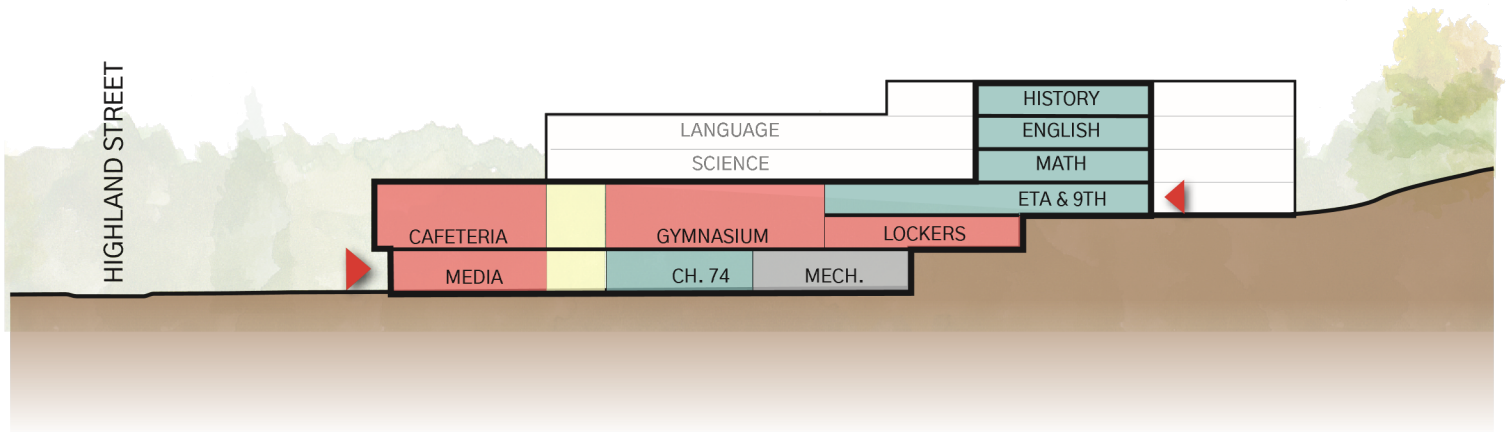 HIGHLAND STREET
HISTORY
LANGUAGE
ENGLISH
SCIENCE
MATH
ETA & 9TH
CAFETERIA
GYMNASIUM
LOCKERS
MEDIA
CH. 74
MECH.